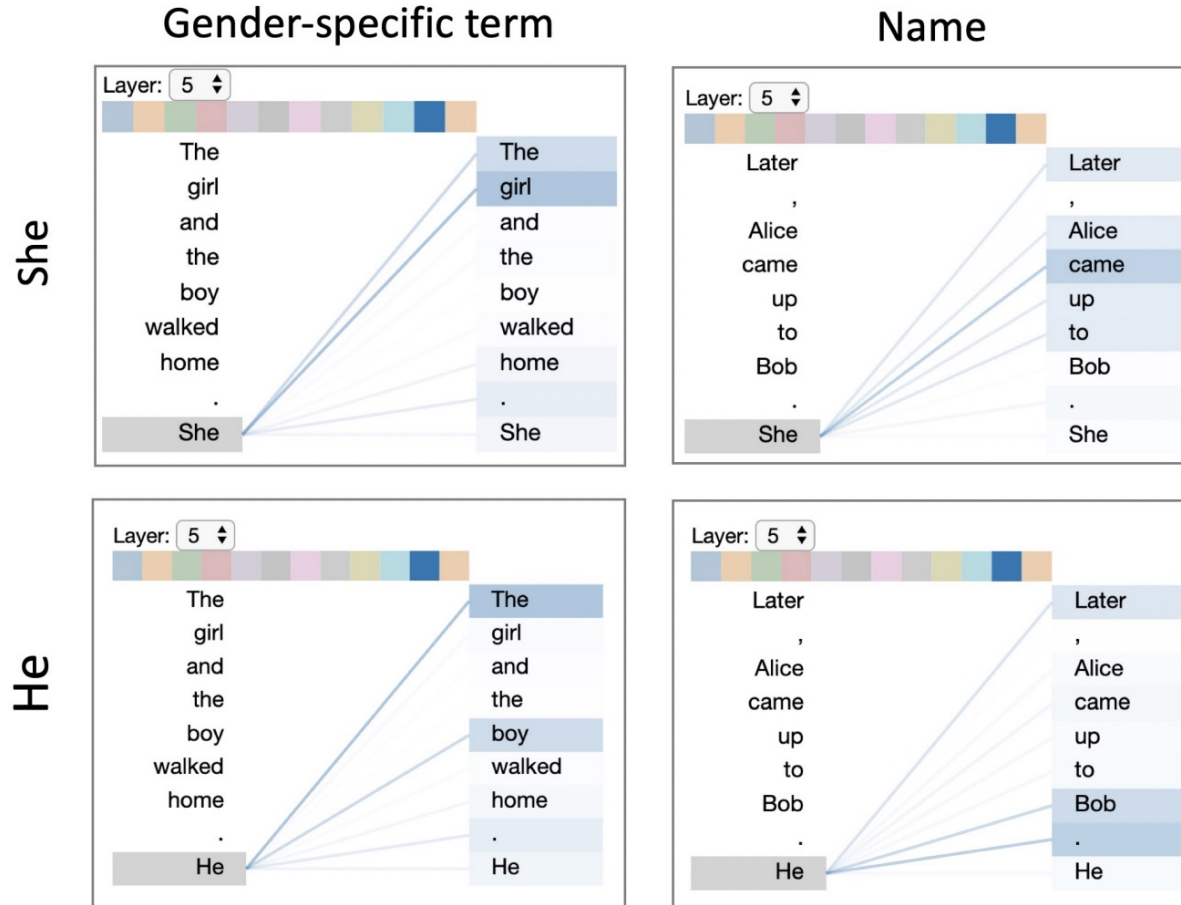 Gender-specific term
Name
She
Layer: 5
The The
girl girl
and and
the the
boy boy
walked walked
home home
. .
She She
Layer: 5
Later Later
, ,
Alice Alice
came came
up up
to to
Bob Bob
. .
She She
He
Layer: 5
The The
girl girl
and and
the the
boy boy
walked walked
home home
. .
He He
Layer: 5
Later Later
, ,
Alice Alice
came came
up up
to to
Bob Bob
. .
He He